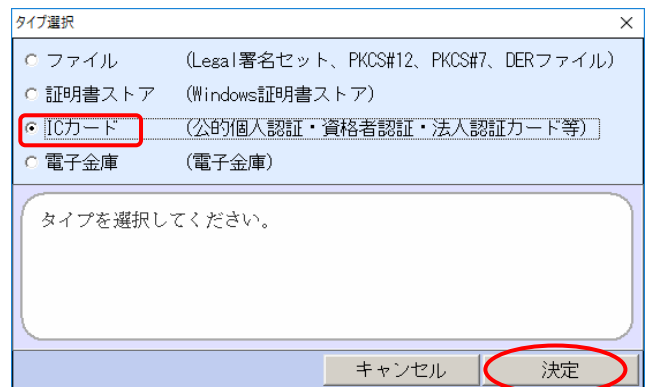 タイプ選択
ファイル (Legal署名セット、PKCS#12、PKCS#7、DERファイル)
証明書ストア (Windows証明書ストア)
ICカード (公的個人認証・資格者認証・法人認証カード等)
電子金庫 (電子金庫)
タイプを選択してください。
キャンセル 決定